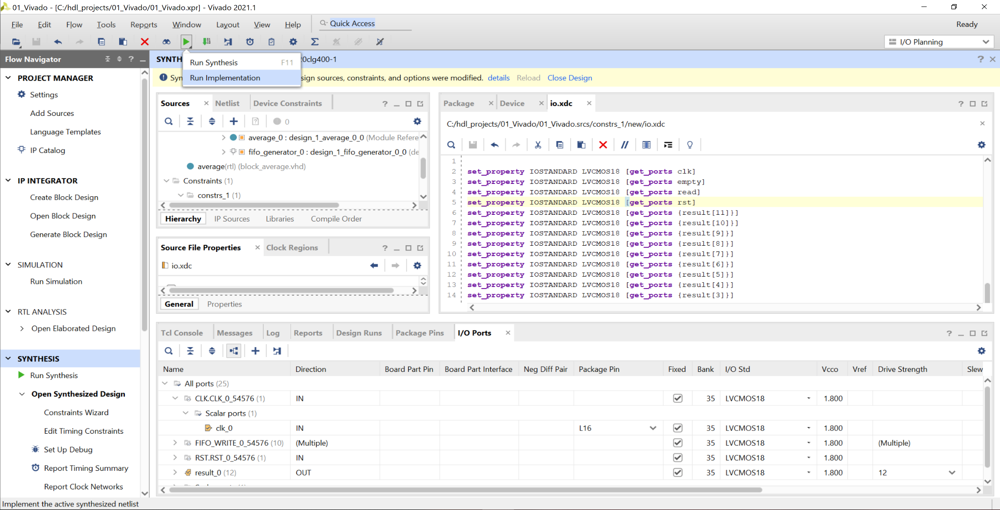 01_Vivado - [C:/hdl_projects/01_Vivado/01_Vivado.xpr] - Vivado 2021.1
File Edit Flow Tools Reports Window Layout View Help Quick Access Ready
I/O Planning
Flow Navigator
PROJECT MANAGER
Settings
Add Sources
Language Templates
IP Catalog
IP INTEGRATOR
Create Block Design
Open Block Design
Generate Block Design
SIMULATION
Run Simulation
RTL ANALYSIS
Open Elaborated Design
SYNTHESIS
Run Synthesis
Open Synthesized Design
Constraints Wizard
Edit Timing Constraints
Set Up Debug
Report Timing Summary
Report Clock Networks
SYNTH 0clg400-1
Run Synthesis F11
Run Implementation
Syn sign sources, constraints, and options were modified. details Reload Close Design
Sources Netlist Device Constraints
0
average_0 : design_1_average_0_0 (Module Refere
fifo_generator_0 : design_1_fifo_generator_0_0 (de
average(rtl) (block_average.vhd)
Constraints (1)
constrs_1 (1)
Hierarchy IP Sources Libraries Compile Order
Source File Properties Clock Regions
io.xdc
General Properties
Package Device io.xdc
C:/hdl_projects/01_Vivado/01_Vivado.srcs/constrs_1/new/io.xdc
1
2 set_property IOSTANDARD LVCMOS18 [get_ports clk]
3 set_property IOSTANDARD LVCMOS18 [get_ports empty]
4 set_property IOSTANDARD LVCMOS18 [get_ports read]
5 set_property IOSTANDARD LVCMOS18 [get_ports rst]
6 set_property IOSTANDARD LVCMOS18 [get_ports {result[11]}]
7 set_property IOSTANDARD LVCMOS18 [get_ports {result[10]}]
8 set_property IOSTANDARD LVCMOS18 [get_ports {result[9]}]
9 set_property IOSTANDARD LVCMOS18 [get_ports {result[8]}]
10 set_property IOSTANDARD LVCMOS18 [get_ports {result[7]}]
11 set_property IOSTANDARD LVCMOS18 [get_ports {result[6]}]
12 set_property IOSTANDARD LVCMOS18 [get_ports {result[5]}]
13 set_property IOSTANDARD LVCMOS18 [get_ports {result[4]}]
14 set_property IOSTANDARD LVCMOS18 [get_ports {result[3]}]
Tcl Console Messages Log Reports Design Runs Package Pins I/O Ports
Name Direction Board Part Pin Board Part Interface Neg Diff Pair Package Pin Fixed Bank I/O Std Vcco Vref Drive Strength Slew
All ports (25)
CLK.CLK_0_54576 (1) IN 35 LVCMOS18 1.800
Scalar ports (1)
clk_0 IN L16 35 LVCMOS18 1.800
FIFO_WRITE_0_54576 (10) (Multiple) 35 LVCMOS18 1.800 (Multiple)
RST.RST_0_54576 (1) IN 35 LVCMOS18 1.800
result_0 (12) OUT 35 LVCMOS18 1.800 12
Implement the active synthesized netlist